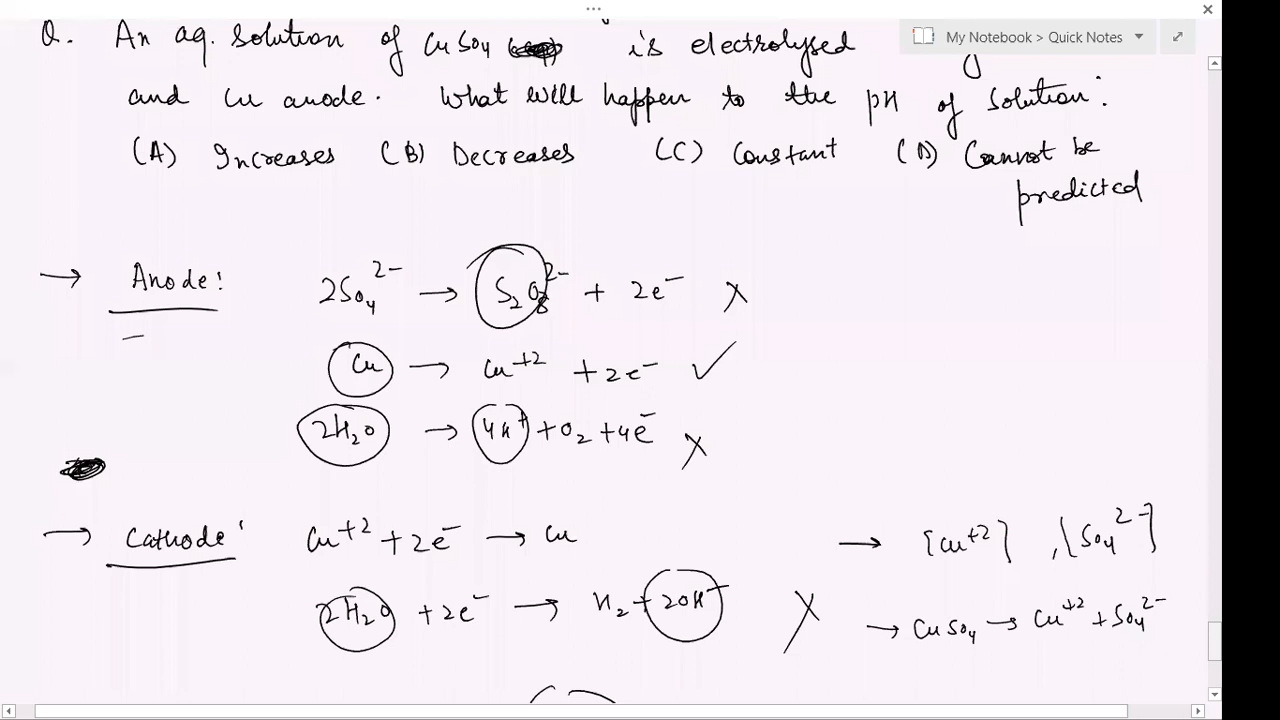 My Notebook > Quick Notes
Q. An aq. solution of CuSO4 is electrolysed
and Cu anode. What will happen to the pH of solution:
(A) Increases (B) Decreases (C) Constant (D) Cannot be
predicted
→ Anode: 2SO4^2- → S2O8^2- + 2e^- X
Cu → Cu^+2 + 2e^- ✓
2H2O → 4H^+ + O2 + 4e^- X
→ Cathode: Cu^+2 + 2e^- → Cu
→ [Cu^+2] , [SO4^2-]
2H2O + 2e^- → H2 + 2OH^- X
→ CuSO4 → Cu^+2 + SO4^2-